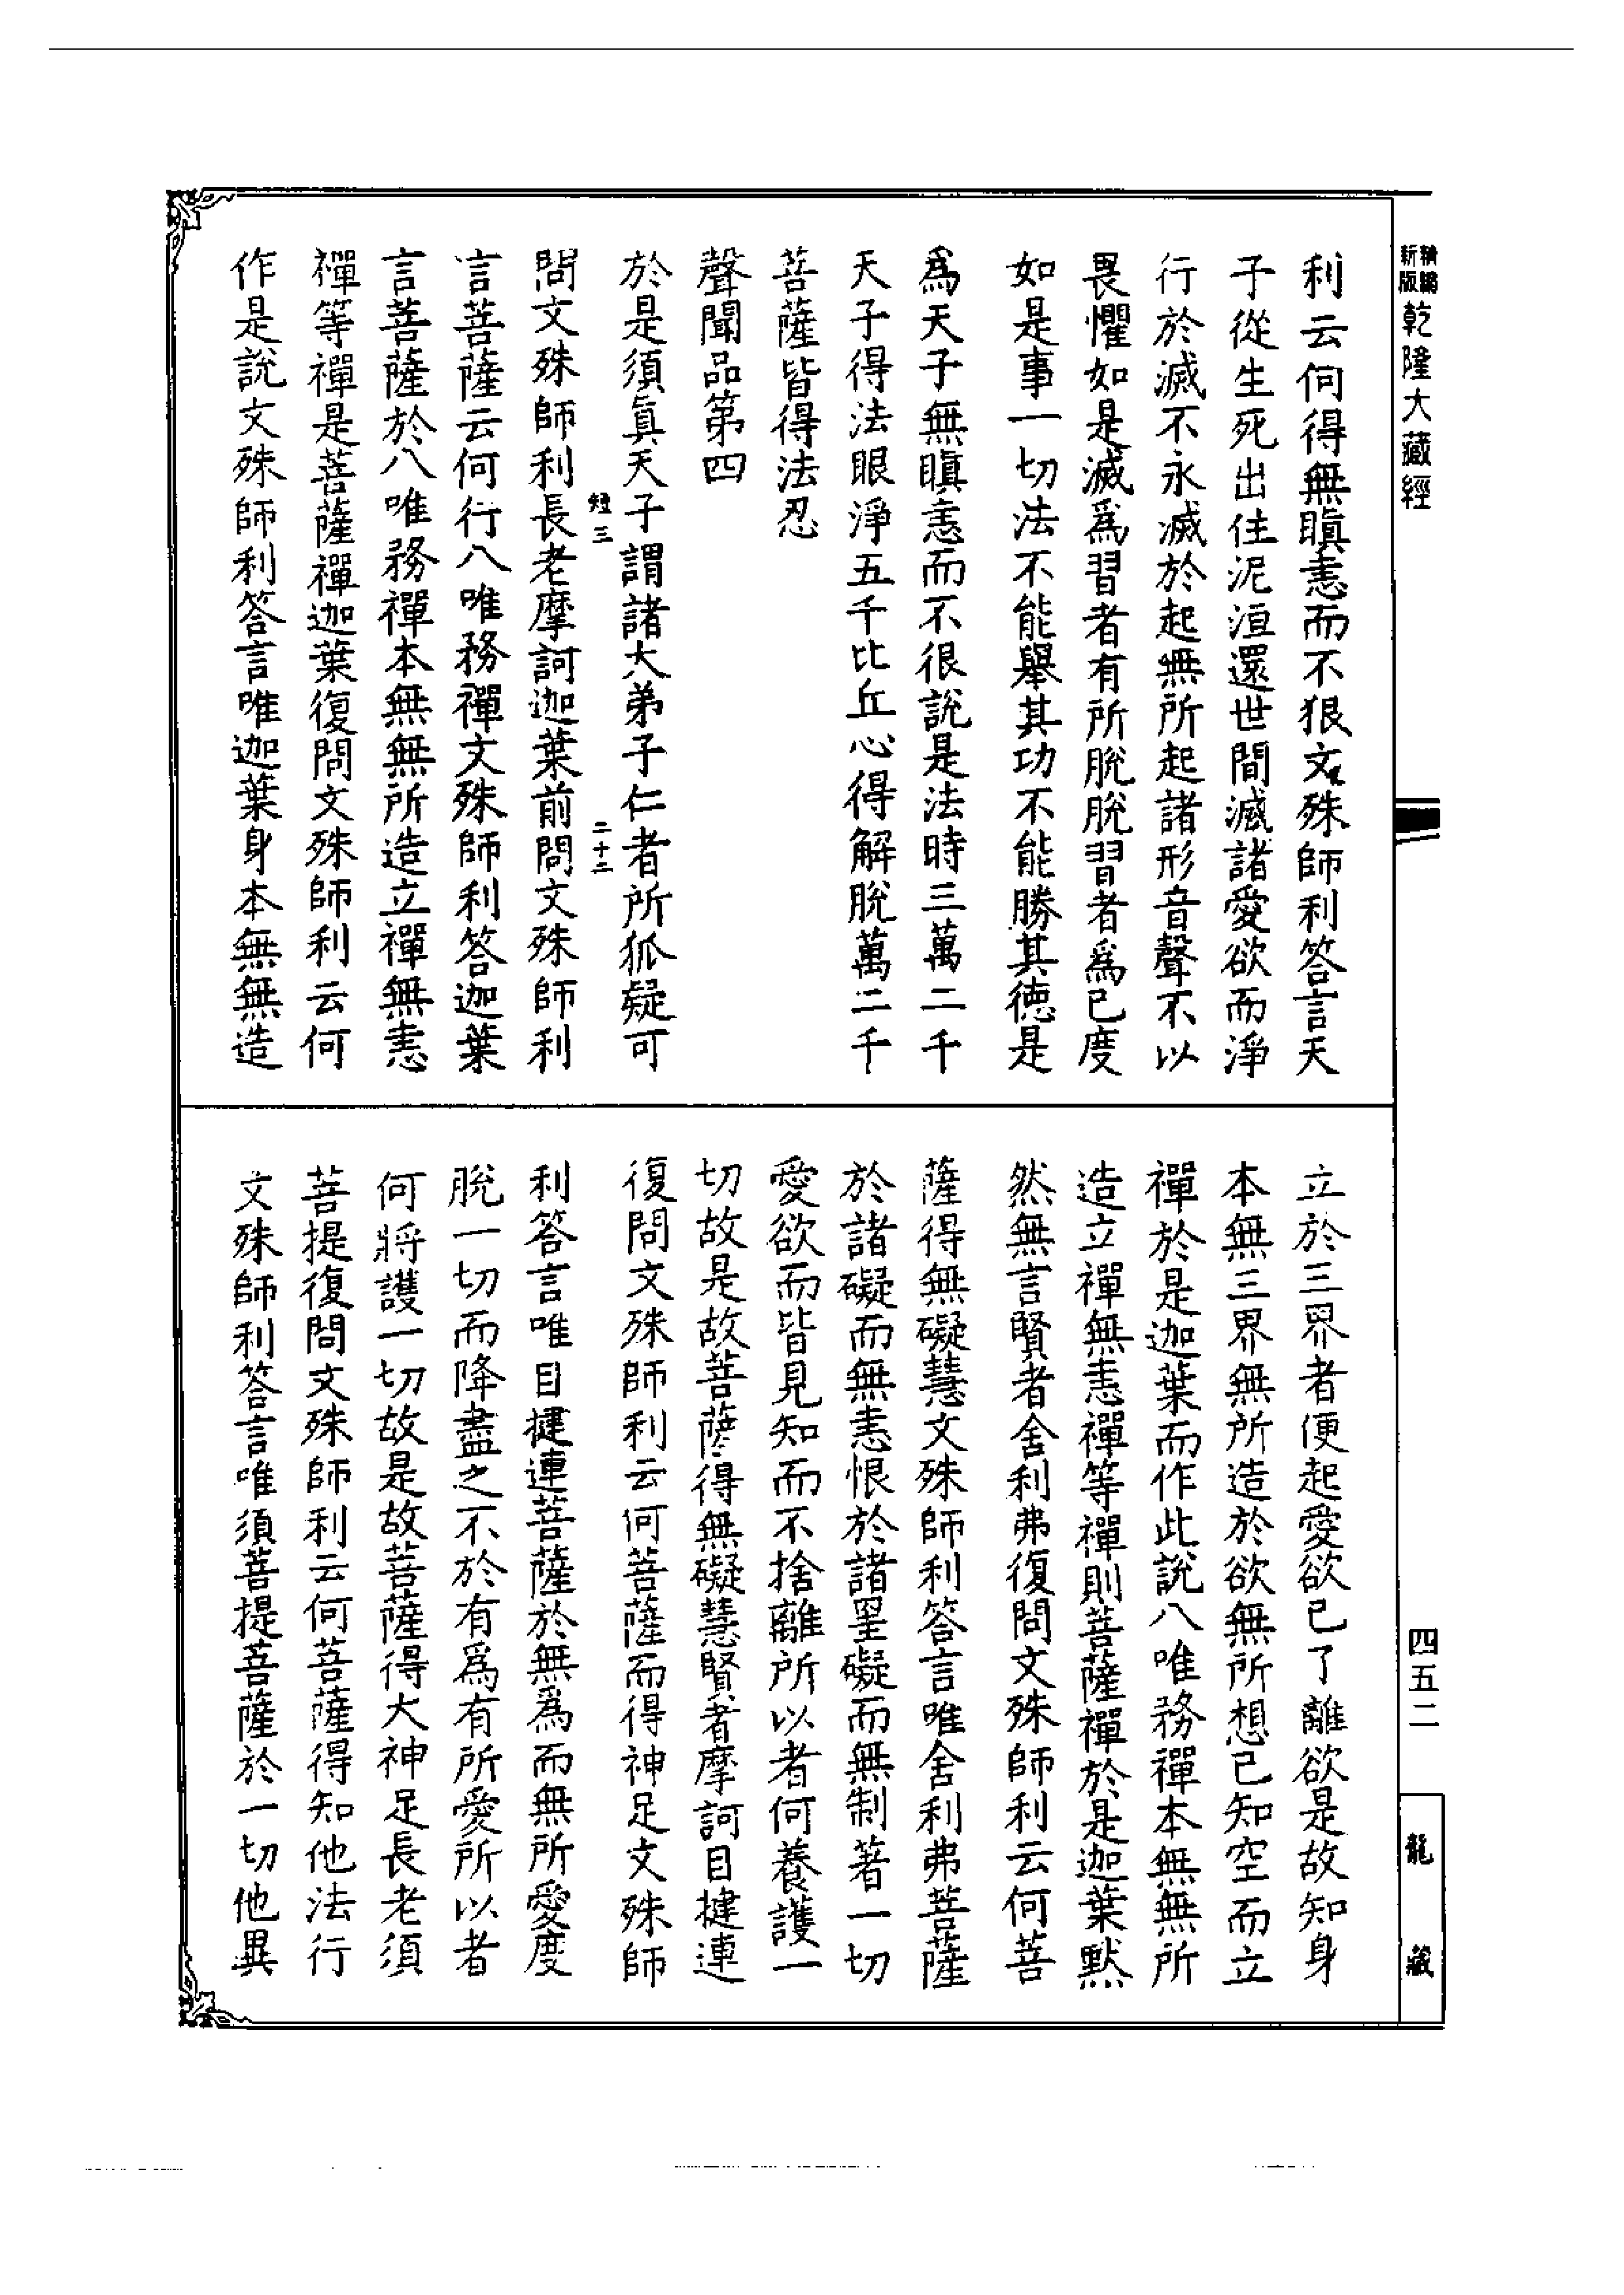 精編新版乾隆大藏經
利云何得無瞋恚而不狠文殊師利答言天
子從生死出住泥洹還世間滅諸愛欲而淨
行於滅不永滅於起無所起諸形音聲不以
畏懼如是滅爲習者有所脫脫習者爲已度
如是事一切法不能舉其功不能勝其德是
爲天子無瞋恚而不很說是法時三萬二千
天子得法眼淨五千比丘心得解脫萬二千
菩薩皆得法忍
聲聞品第四
於是須眞天子謂諸大弟子仁者所狐疑可
短三 二十二
問文殊師利長老摩訶迦葉前問文殊師利
言菩薩云何行八唯務禪文殊師利答迦葉
言菩薩於八唯務禪本無無所造立禪無恚
禪等禪是菩薩禪迦葉復問文殊師利云何
作是說文殊師利答言唯迦葉身本無無造
立於三界者便起愛欲已了離欲是故知身
本無三界無所造於欲無所想已知空而立
禪於是迦葉而作此說八唯務禪本無無所
造立禪無恚禪等禪則菩薩禪於是迦葉默
然無言賢者舍利弗復問文殊師利云何菩
薩得無礙慧文殊師利答言唯舍利弗菩薩
於諸礙而無恚恨於諸罣礙而無制著一切
愛欲而皆見知而不捨離所以者何養護一
切故是故菩薩得無礙慧賢者摩訶目揵連
復問文殊師利云何菩薩而得神足文殊師
利答言唯目揵連菩薩於無爲而無所愛度
脫一切而降盡之不於有爲有所愛所以者
何將護一切故是故菩薩得大神足長老須
菩提復問文殊師利云何菩薩得知他法行
文殊師利答言唯須菩提菩薩於一切他異
四五二
龍藏